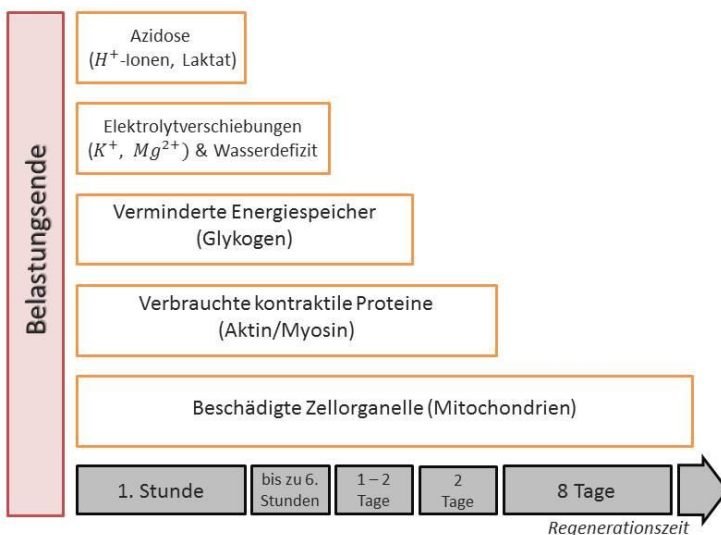 Belastungsende
Azidose
(H⁺-Ionen, Laktat)
Elektrolytverschiebungen
(K⁺, Mg²⁺) & Wasserdefizit
Verminderte Energiespeicher
(Glykogen)
Verbrauchte kontraktile Proteine
(Aktin/Myosin)
Beschädigte Zellorganelle (Mitochondrien)
1. Stunde
bis zu 6.
Stunden
1 – 2
Tage
2
Tage
8 Tage
Regenerationszeit